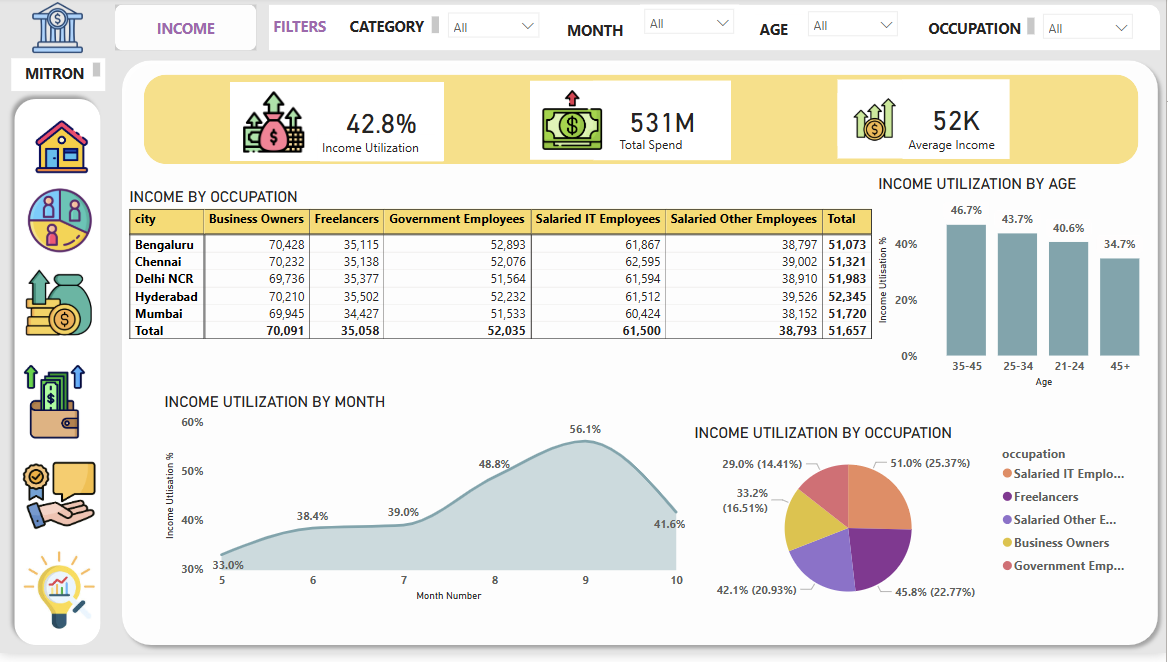 INCOME
FILTERS
CATEGORY
All
MONTH
All
AGE
All
OCCUPATION
All
MITRON
42.8%
Income Utilization
531M
Total Spend
52K
Average Income
INCOME BY OCCUPATION
city Business Owners Freelancers Government Employees Salaried IT Employees Salaried Other Employees Total
Bengaluru 70,428 35,115 52,893 61,867 38,797 51,073
Chennai 70,232 35,138 52,076 62,595 39,002 51,321
Delhi NCR 69,736 35,377 51,564 61,594 38,910 51,983
Hyderabad 70,210 35,502 52,232 61,512 39,526 52,345
Mumbai 69,945 34,427 51,533 60,424 38,152 51,720
Total 70,091 35,058 52,035 61,500 38,793 51,657
INCOME UTILIZATION BY AGE
46.7%
43.7%
40.6%
34.7%
Income Utlisation %
40%
20%
0%
35-45 25-34 21-24 45+
Age
INCOME UTILIZATION BY MONTH
60%
50%
40%
30%
Income Utlisation %
33.0%
38.4%
39.0%
48.8%
56.1%
41.6%
5 6 7 8 9 10
Month Number
INCOME UTILIZATION BY OCCUPATION
29.0% (14.41%)
51.0% (25.37%)
33.2%
(16.51%)
42.1% (20.93%)
45.8% (22.77%)
occupation
Salaried IT Emplo...
Freelancers
Salaried Other E...
Business Owners
Government Emp...